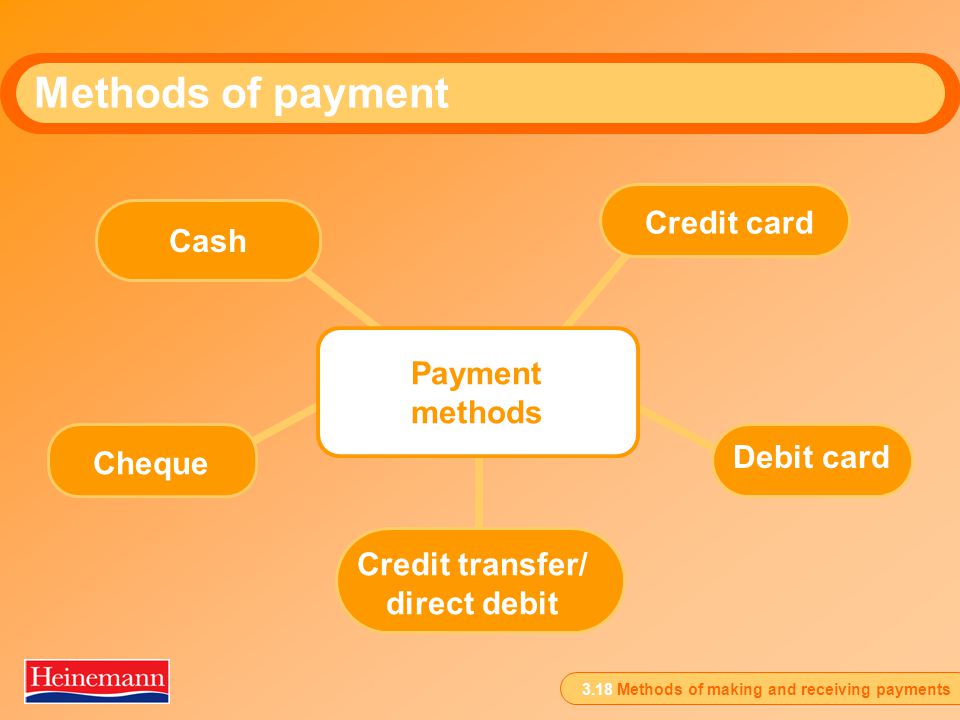 Methods of payment
Cash
Credit card
Payment
methods
Cheque
Debit card
Credit transfer/
direct debit
Heinemann
3.18 Methods of making and receiving payments